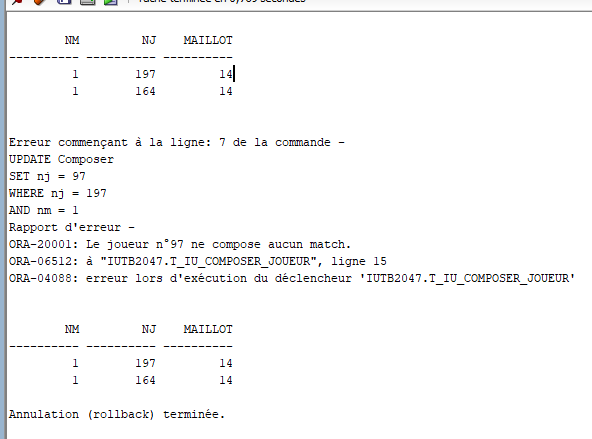 Tâche terminée en 0,769 secondes
NM NJ MAILLOT
---------- ---------- ----------
1 197 14
1 164 14
Erreur commençant à la ligne: 7 de la commande -
UPDATE Composer
SET nj = 97
WHERE nj = 197
AND nm = 1
Rapport d'erreur -
ORA-20001: Le joueur n°97 ne compose aucun match.
ORA-06512: à "IUTB2047.T_IU_COMPOSER_JOUEUR", ligne 15
ORA-04088: erreur lors d'exécution du déclencheur 'IUTB2047.T_IU_COMPOSER_JOUEUR'
NM NJ MAILLOT
---------- ---------- ----------
1 197 14
1 164 14
Annulation (rollback) terminée.